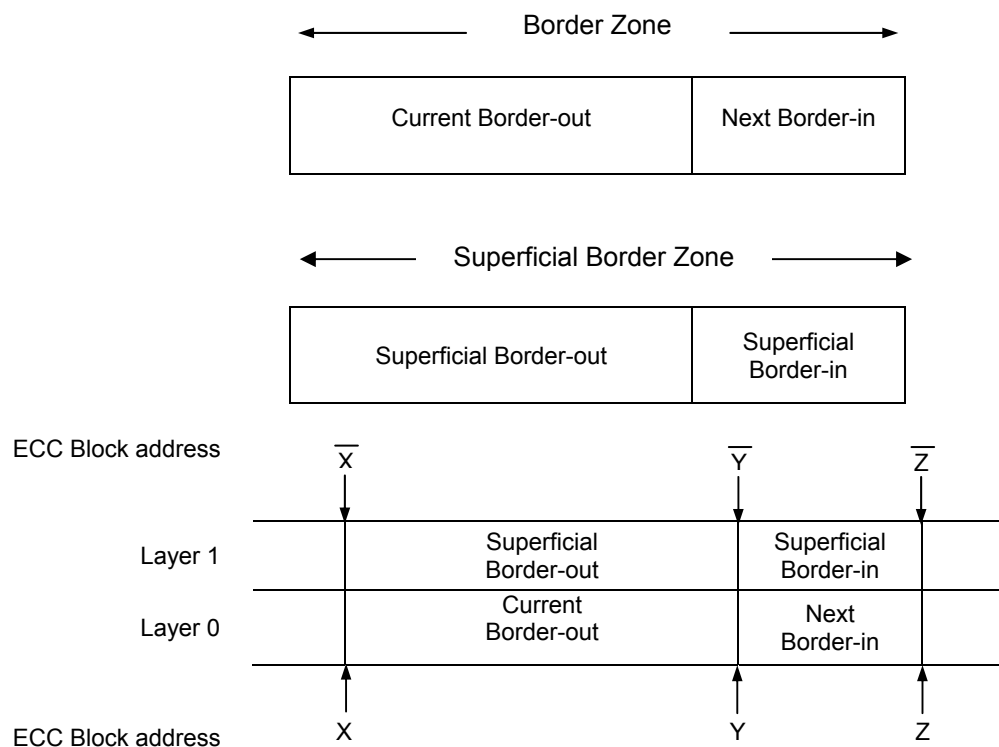 Border Zone
Current Border-out Next Border-in
Superficial Border Zone
Superficial Border-out Superficial
Border-in
ECC Block address X̅ Y̅ Z̅
Layer 1 Superficial
Border-out Superficial
Border-in
Layer 0 Current
Border-out Next
Border-in
ECC Block address X Y Z